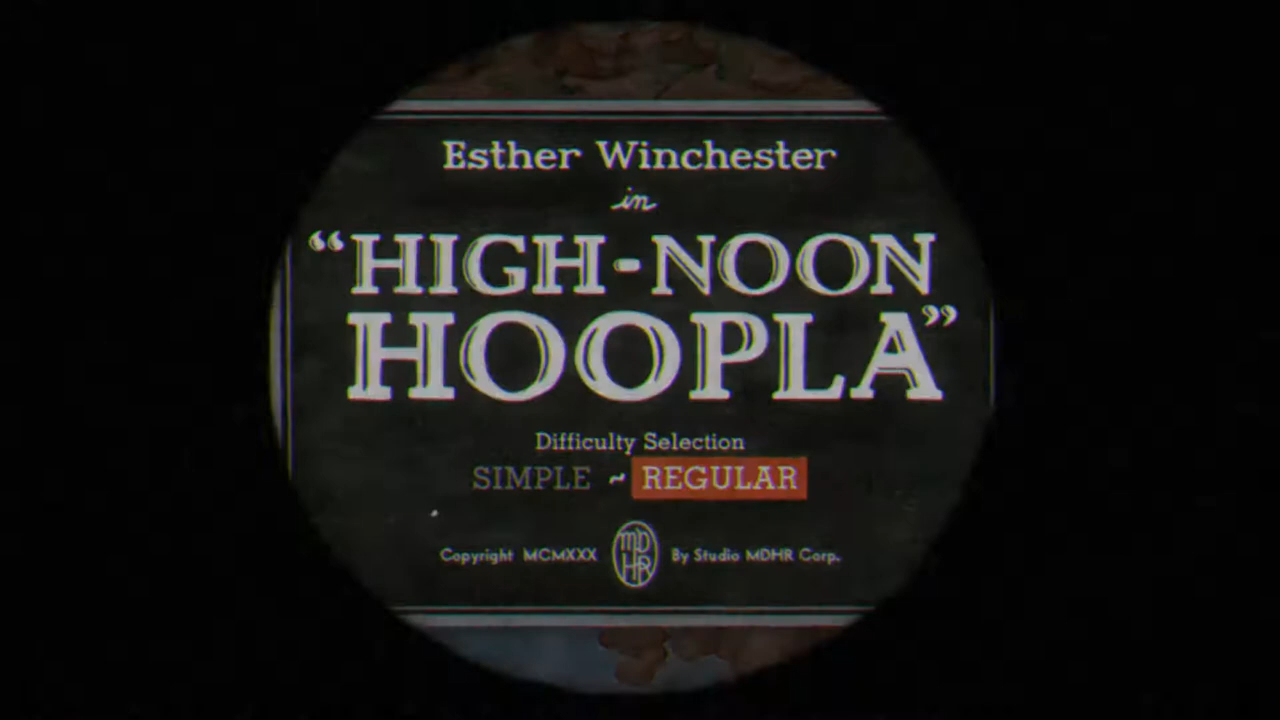 Esther Winchester
in
“HIGH-NOON
HOOPLA”
Difficulty Selection
SIMPLE ~ REGULAR
Copyright MCMXXX MDHR By Studio MDHR Corp.